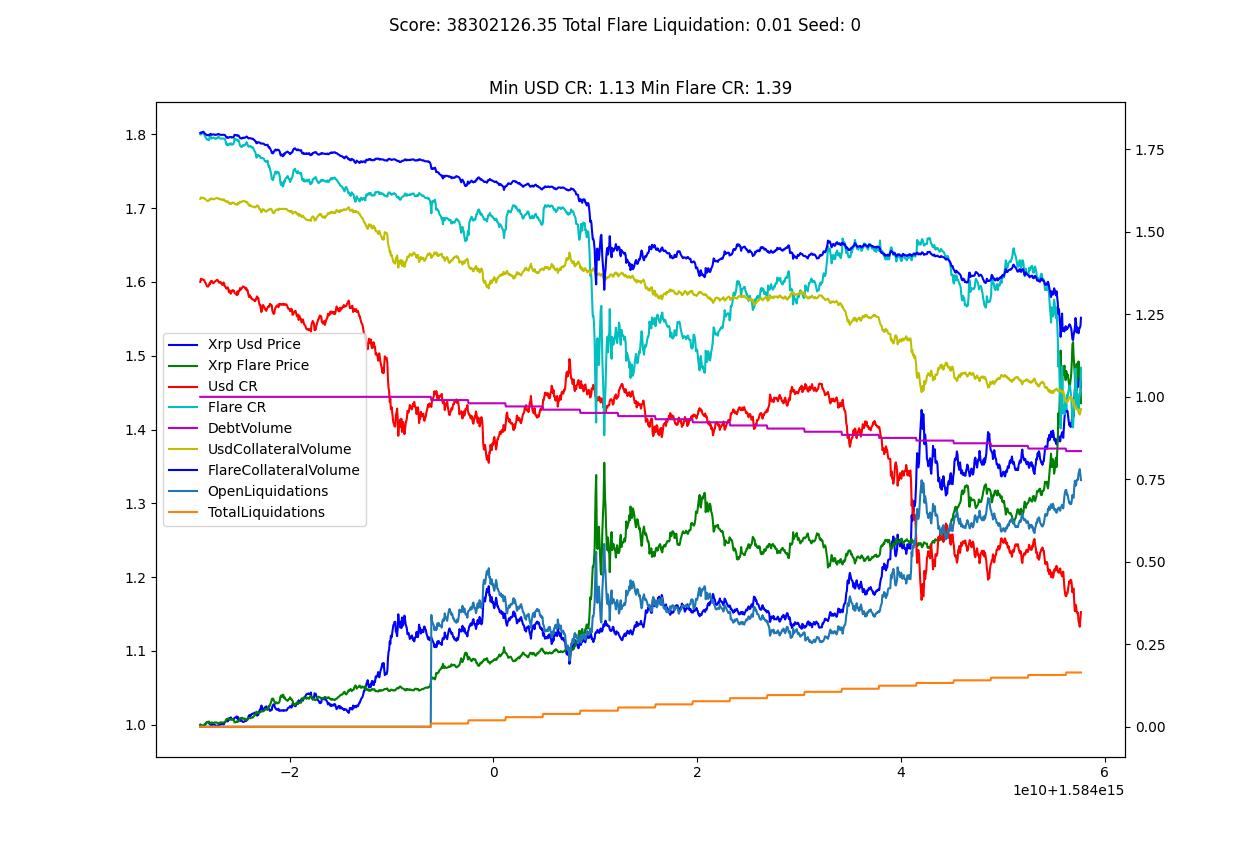 Score: 38302126.35 Total Flare Liquidation: 0.01 Seed: 0
Min USD CR: 1.13 Min Flare CR: 1.39
1.8
1.7
1.6
1.5
1.4
1.3
1.2
1.1
1.0
1.75
1.50
1.25
1.00
0.75
0.50
0.25
0.00
Xrp Usd Price
Xrp Flare Price
Usd CR
Flare CR
DebtVolume
UsdCollateralVolume
FlareCollateralVolume
OpenLiquidations
TotalLiquidations
−2 0 2 4 6
1e10+1.584e15